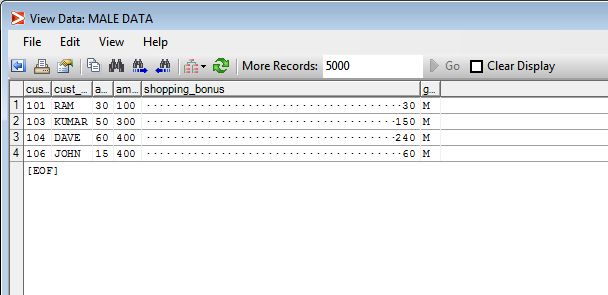 View Data: MALE DATA
File Edit View Help
More Records: 5000 Go Clear Display
cus... cust_... a... am... shopping_bonus g...
1 101 RAM 30 100 ·································30 M
2 103 KUMAR 50 300 ································150 M
3 104 DAVE 60 400 ································240 M
4 106 JOHN 15 400 ·································60 M
[EOF]